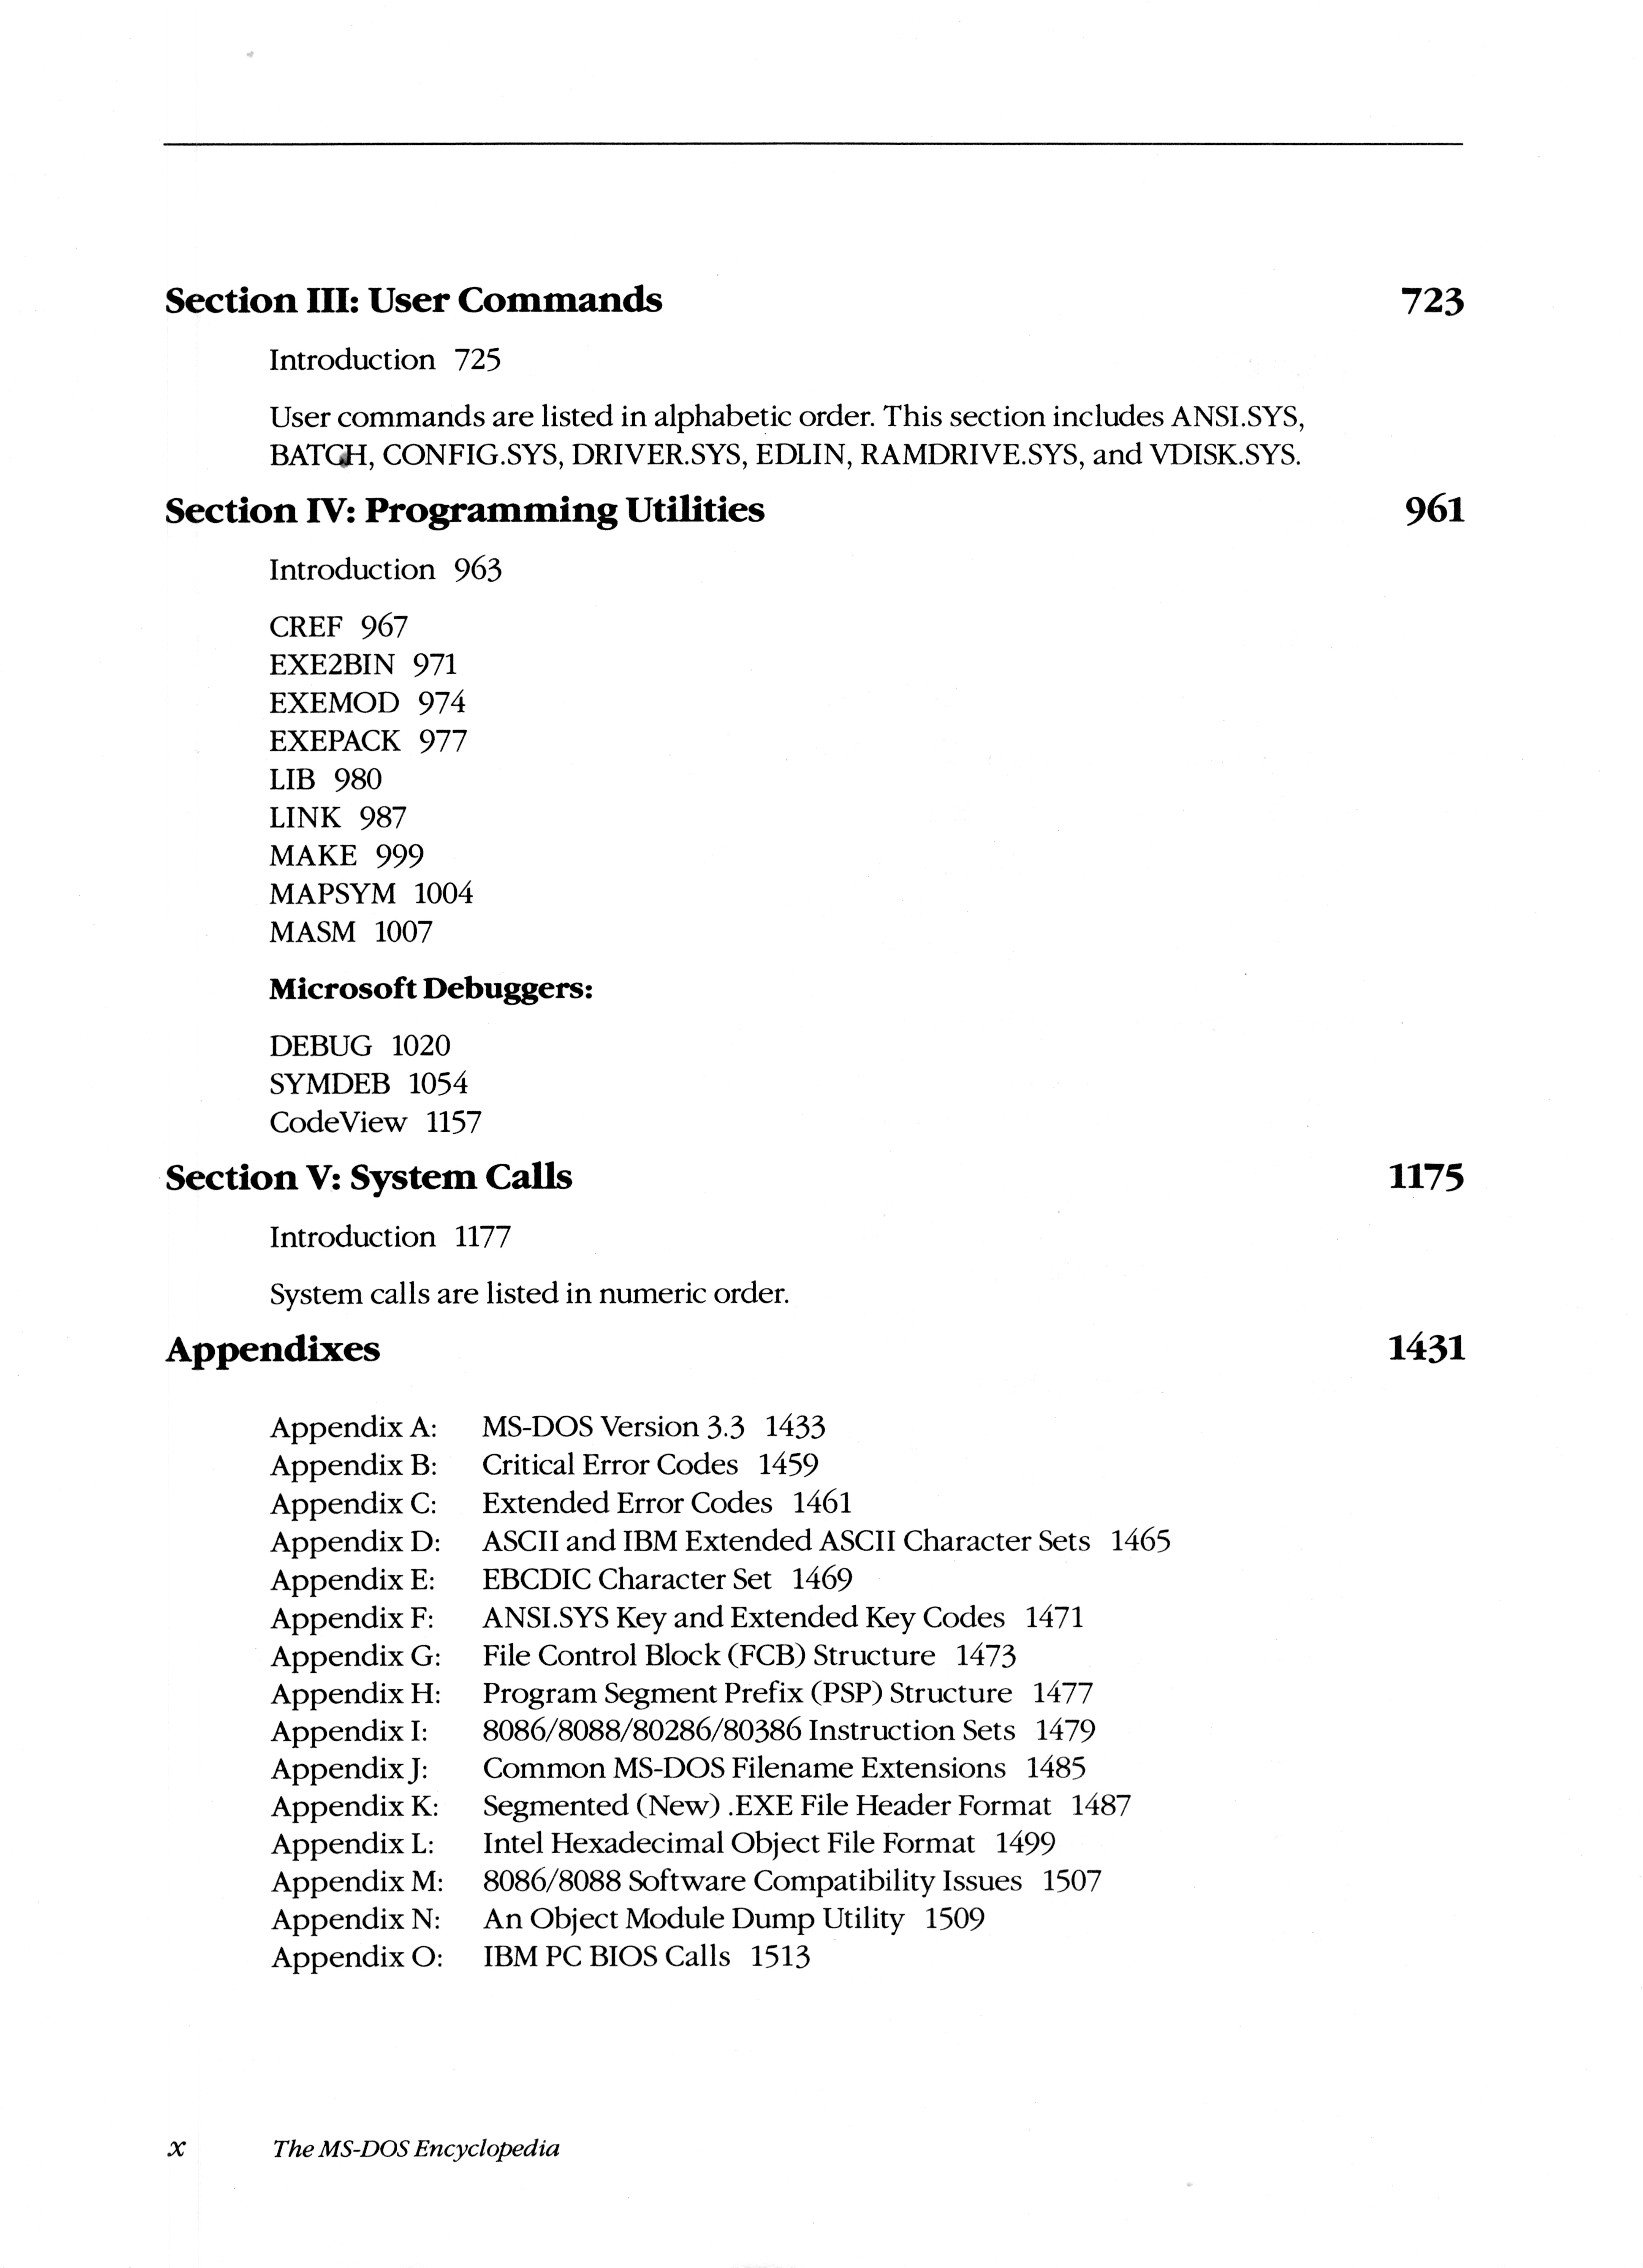 Section III: User Commands 723
Introduction 725
User commands are listed in alphabetic order. This section includes ANSI.SYS,
BATCH, CONFIG.SYS, DRIVER.SYS, EDLIN, RAMDRIVE.SYS, and VDISK.SYS.
Section IV: Programming Utilities 961
Introduction 963
CREF 967
EXE2BIN 971
EXEMOD 974
EXEPACK 977
LIB 980
LINK 987
MAKE 999
MAPSYM 1004
MASM 1007
Microsoft Debuggers:
DEBUG 1020
SYMDEB 1054
CodeView 1157
Section V: System Calls 1175
Introduction 1177
System calls are listed in numeric order.
Appendixes 1431
Appendix A: MS-DOS Version 3.3 1433
Appendix B: Critical Error Codes 1459
Appendix C: Extended Error Codes 1461
Appendix D: ASCII and IBM Extended ASCII Character Sets 1465
Appendix E: EBCDIC Character Set 1469
Appendix F: ANSI.SYS Key and Extended Key Codes 1471
Appendix G: File Control Block (FCB) Structure 1473
Appendix H: Program Segment Prefix (PSP) Structure 1477
Appendix I: 8086/8088/80286/80386 Instruction Sets 1479
Appendix J: Common MS-DOS Filename Extensions 1485
Appendix K: Segmented (New) .EXE File Header Format 1487
Appendix L: Intel Hexadecimal Object File Format 1499
Appendix M: 8086/8088 Software Compatibility Issues 1507
Appendix N: An Object Module Dump Utility 1509
Appendix O: IBM PC BIOS Calls 1513
x The MS-DOS Encyclopedia